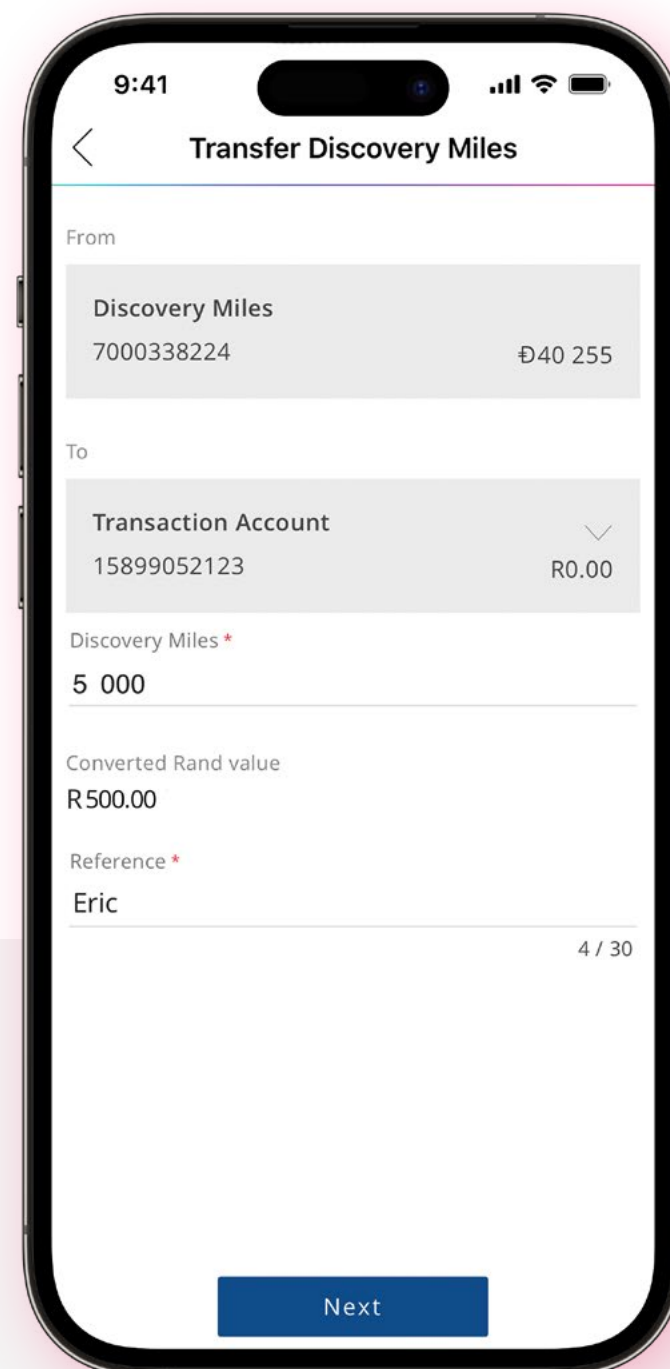 9:41
Transfer Discovery Miles
From
Discovery Miles
7000338224 Đ40 255
To
Transaction Account
15899052123 R0.00
Discovery Miles *
5 000
Converted Rand value
R500.00
Reference *
Eric
4 / 30
Next